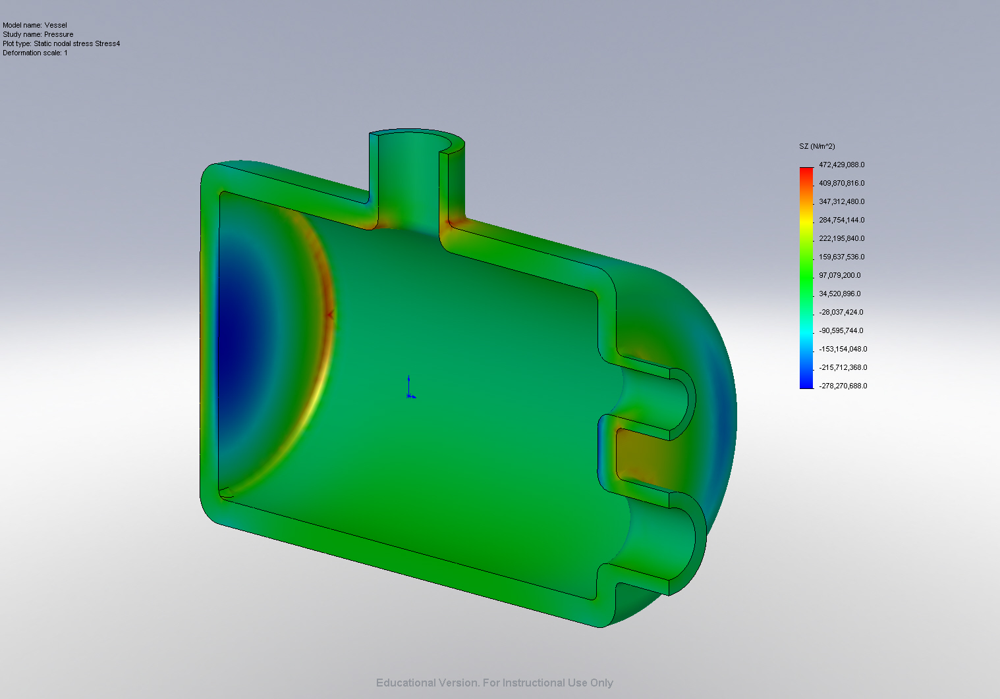 Model name: Vessel
Study name: Pressure
Plot type: Static nodal stress Stress4
Deformation scale: 1
SZ (N/m^2)
472,429,088.0
409,870,816.0
347,312,480.0
284,754,144.0
222,195,840.0
159,637,536.0
97,079,200.0
34,520,896.0
-28,037,424.0
-90,595,744.0
-153,154,048.0
-215,712,368.0
-278,270,688.0
Educational Version. For Instructional Use Only